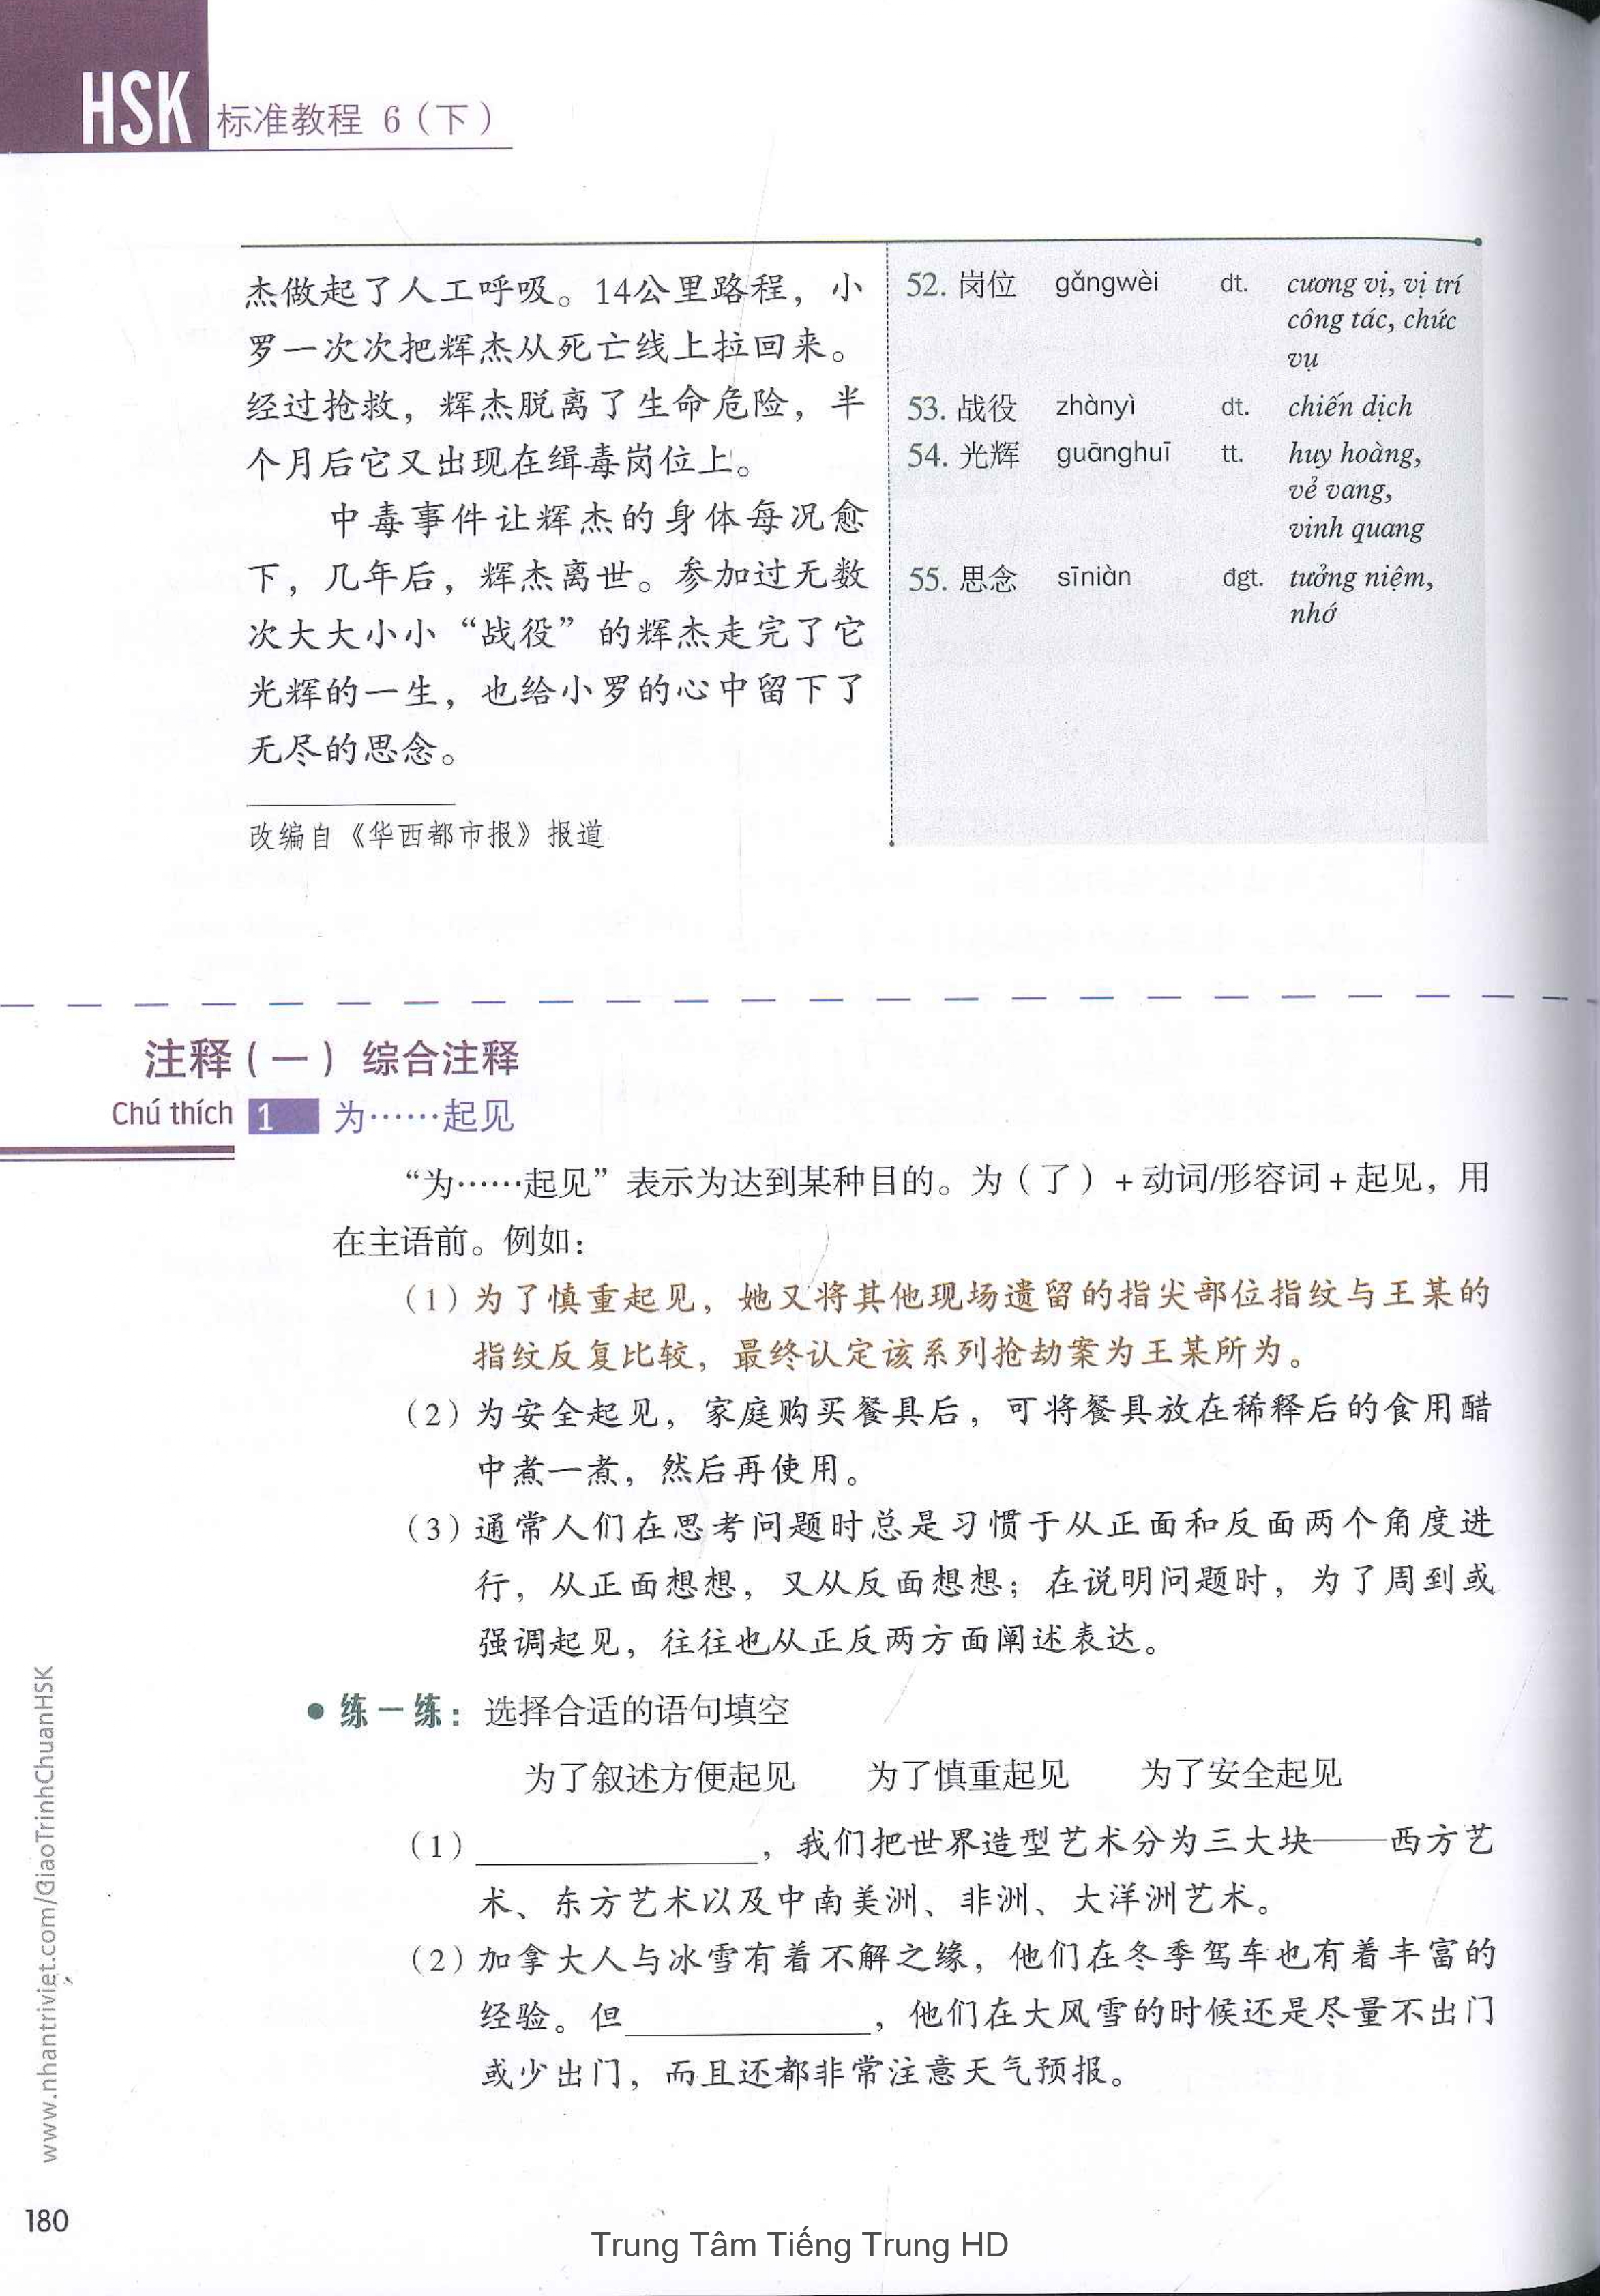 HSK 标准教程 6（下）
杰做起了人工呼吸。14公里路程，小
罗一次次把辉杰从死亡线上拉回来。
经过抢救，辉杰脱离了生命危险，半
个月后它又出现在缉毒岗位上。
中毒事件让辉杰的身体每况愈
下，几年后，辉杰离世。参加过无数
次大大小小“战役”的辉杰走完了它
光辉的一生，也给小罗的心中留下了
无尽的思念。
改编自《华西都市报》报道
52. 岗位 gǎngwèi dt. cương vị, vị trí
công tác, chức
vụ
53. 战役 zhànyì dt. chiến dịch
54. 光辉 guānghuī tt. huy hoàng,
vẻ vang,
vinh quang
55. 思念 sīniàn đgt. tưởng niệm,
nhớ
注释（一）综合注释
Chú thích 1 为……起见
“为……起见”表示为达到某种目的。为（了）+动词/形容词+起见，用
在主语前。例如：
（1）为了慎重起见，她又将其他现场遗留的指尖部位指纹与王某的
指纹反复比较，最终认定该系列抢劫案为王某所为。
（2）为安全起见，家庭购买餐具后，可将餐具放在稀释后的食用醋
中煮一煮，然后再使用。
（3）通常人们在思考问题时总是习惯于从正面和反面两个角度进
行，从正面想想，又从反面想想；在说明问题时，为了周到或
强调起见，往往也从正反两方面阐述表达。
● 练一练：选择合适的语句填空
为了叙述方便起见 为了慎重起见 为了安全起见
（1）______________，我们把世界造型艺术分为三大块——西方艺
术、东方艺术以及中南美洲、非洲、大洋洲艺术。
（2）加拿大人与冰雪有着不解之缘，他们在冬季驾车也有着丰富的
经验。但____________，他们在大风雪的时候还是尽量不出门
或少出门，而且还都非常注意天气预报。
www.nhantriviet.com/GiaoTrinhChuanHSK
180
Trung Tâm Tiếng Trung HD